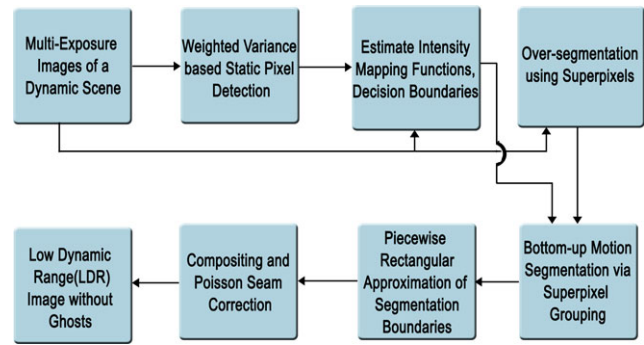 Multi-Exposure
Images of a
Dynamic Scene
Weighted Variance
based Static Pixel
Detection
Estimate Intensity
Mapping Functions,
Decision Boundaries
Over-segmentation
using Superpixels
Low Dynamic
Range(LDR)
Image without
Ghosts
Compositing and
Poisson Seam
Correction
Piecewise
Rectangular
Approximation of
Segmentation
Boundaries
Bottom-up Motion
Segmentation via
Superpixel
Grouping